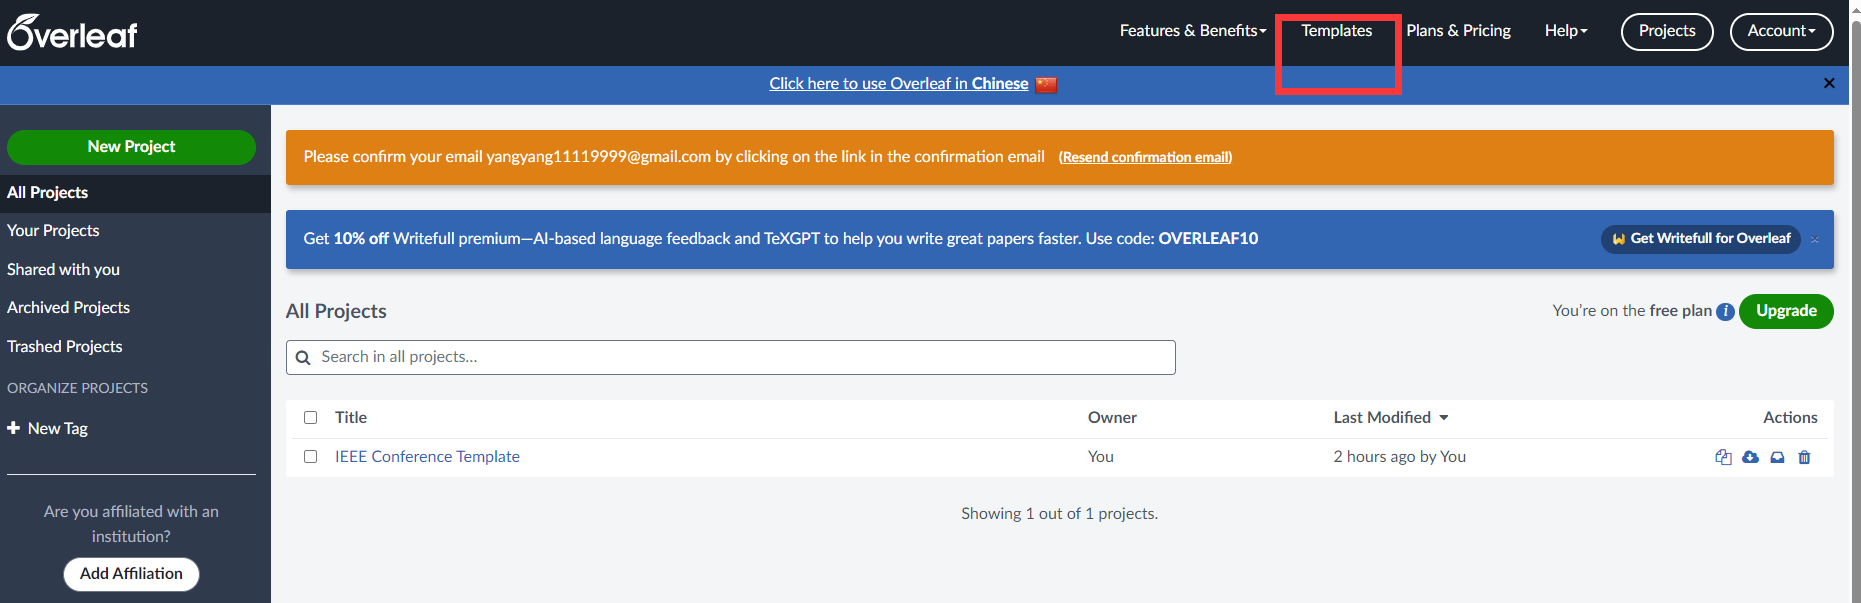 Overleaf
Features & Benefits Templates Plans & Pricing Help Projects Account
Click here to use Overleaf in Chinese
New Project
All Projects
Your Projects
Shared with you
Archived Projects
Trashed Projects
ORGANIZE PROJECTS
New Tag
Are you affiliated with an
institution?
Add Affiliation
Please confirm your email yangyang11119999@gmail.com by clicking on the link in the confirmation email (Resend confirmation email)
Get 10% off Writefull premium—AI-based language feedback and TeXGPT to help you write great papers faster. Use code: OVERLEAF10 Get Writefull for Overleaf
All Projects You're on the free plan i Upgrade
Search in all projects…
Title Owner Last Modified Actions
IEEE Conference Template You 2 hours ago by You
Showing 1 out of 1 projects.